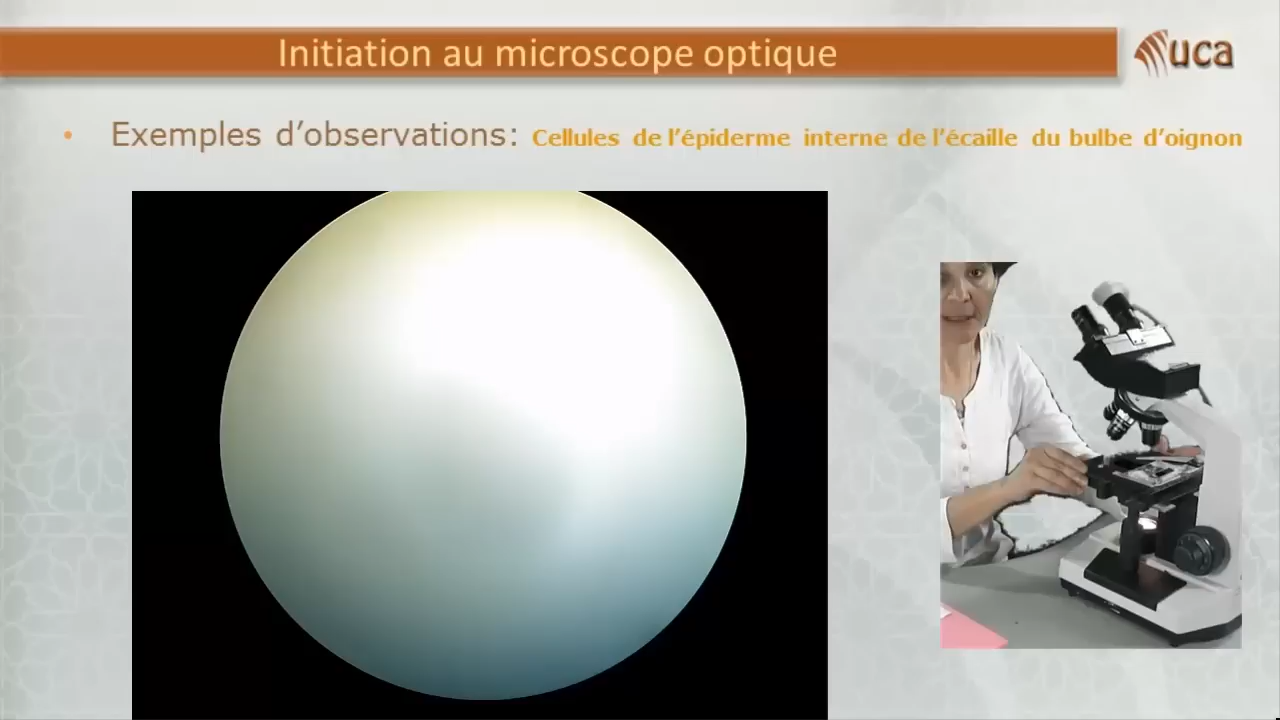 Initiation au microscope optique
uca
• Exemples d’observations: Cellules de l’épiderme interne de l’écaille du bulbe d’oignon